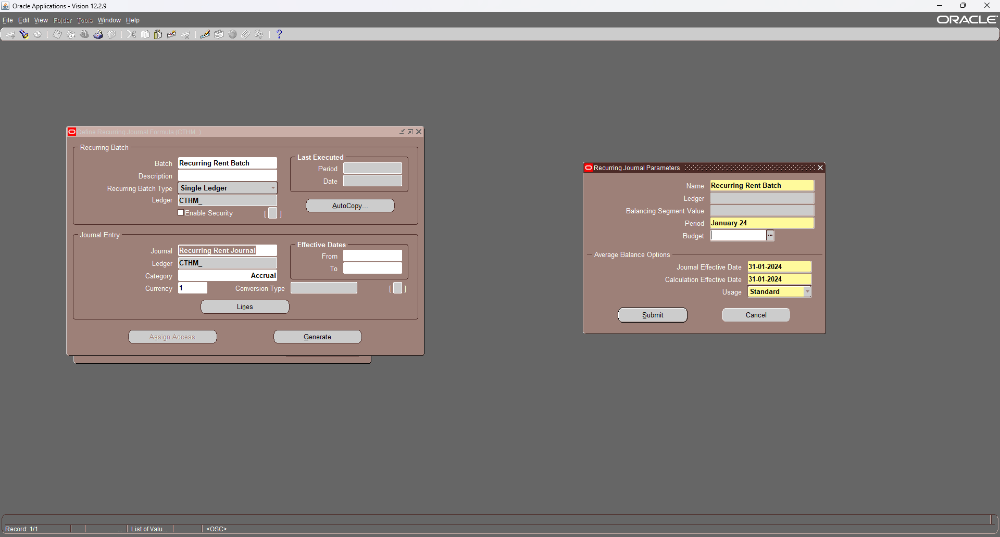 Oracle Applications - Vision 12.2.9
File Edit View Folder Tools Window Help
ORACLE
Define Recurring Journal Formula (CTHM_)
Recurring Batch
Batch Recurring Rent Batch
Description
Recurring Batch Type Single Ledger
Ledger CTHM_
Enable Security [ ]
Last Executed
Period
Date
AutoCopy...
Journal Entry
Journal Recurring Rent Journal
Ledger CTHM_
Category Accrual
Currency 1 Conversion Type [ ]
Effective Dates
From
To
Lines
Assign Access Generate
Recurring Journal Parameters
Name Recurring Rent Batch
Ledger
Balancing Segment Value
Period January-24
Budget ...
Average Balance Options
Journal Effective Date 31-01-2024
Calculation Effective Date 31-01-2024
Usage Standard
Submit Cancel
Record: 1/1 ... List of Valu... <OSC>